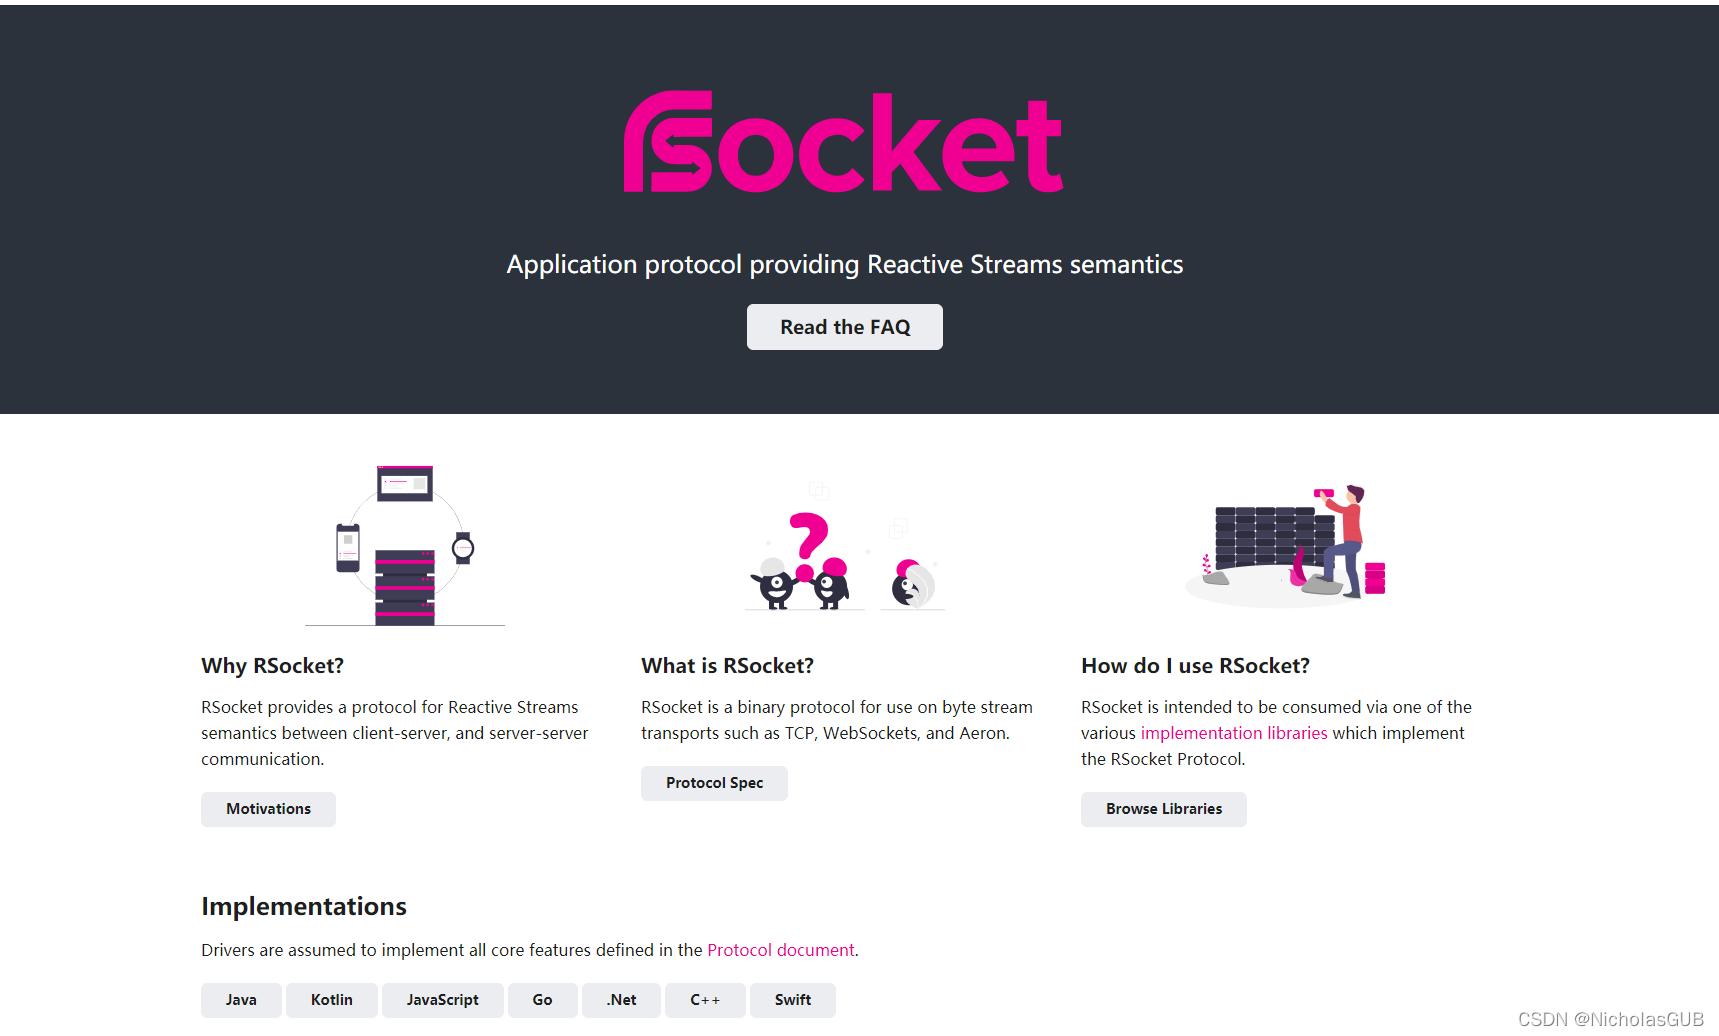 RSocket
Application protocol providing Reactive Streams semantics
Read the FAQ
Why RSocket?
RSocket provides a protocol for Reactive Streams
semantics between client-server, and server-server
communication.
Motivations
What is RSocket?
RSocket is a binary protocol for use on byte stream
transports such as TCP, WebSockets, and Aeron.
Protocol Spec
How do I use RSocket?
RSocket is intended to be consumed via one of the
various implementation libraries which implement
the RSocket Protocol.
Browse Libraries
Implementations
Drivers are assumed to implement all core features defined in the Protocol document.
Java Kotlin JavaScript Go .Net C++ Swift
CSDN @NicholasGUB